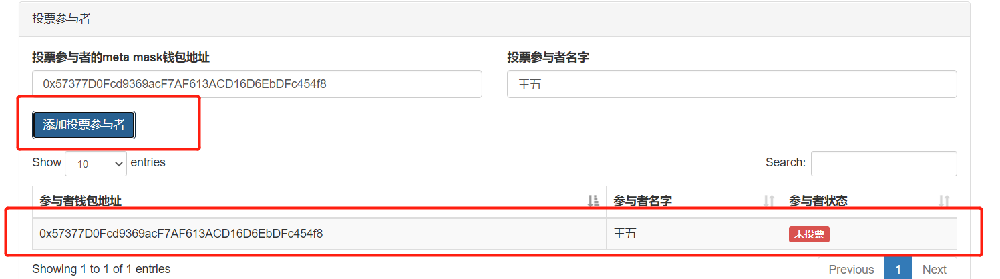 投票参与者
投票参与者的meta mask钱包地址 投票参与者名字
0x57377D0Fcd9369acF7AF613ACD16D6EbDFc454f8 王五
添加投票参与者
Show 10 entries Search:
参与者钱包地址 参与者名字 参与者状态
0x57377D0Fcd9369acF7AF613ACD16D6EbDFc454f8 王五 未投票
Showing 1 to 1 of 1 entries Previous 1 Next